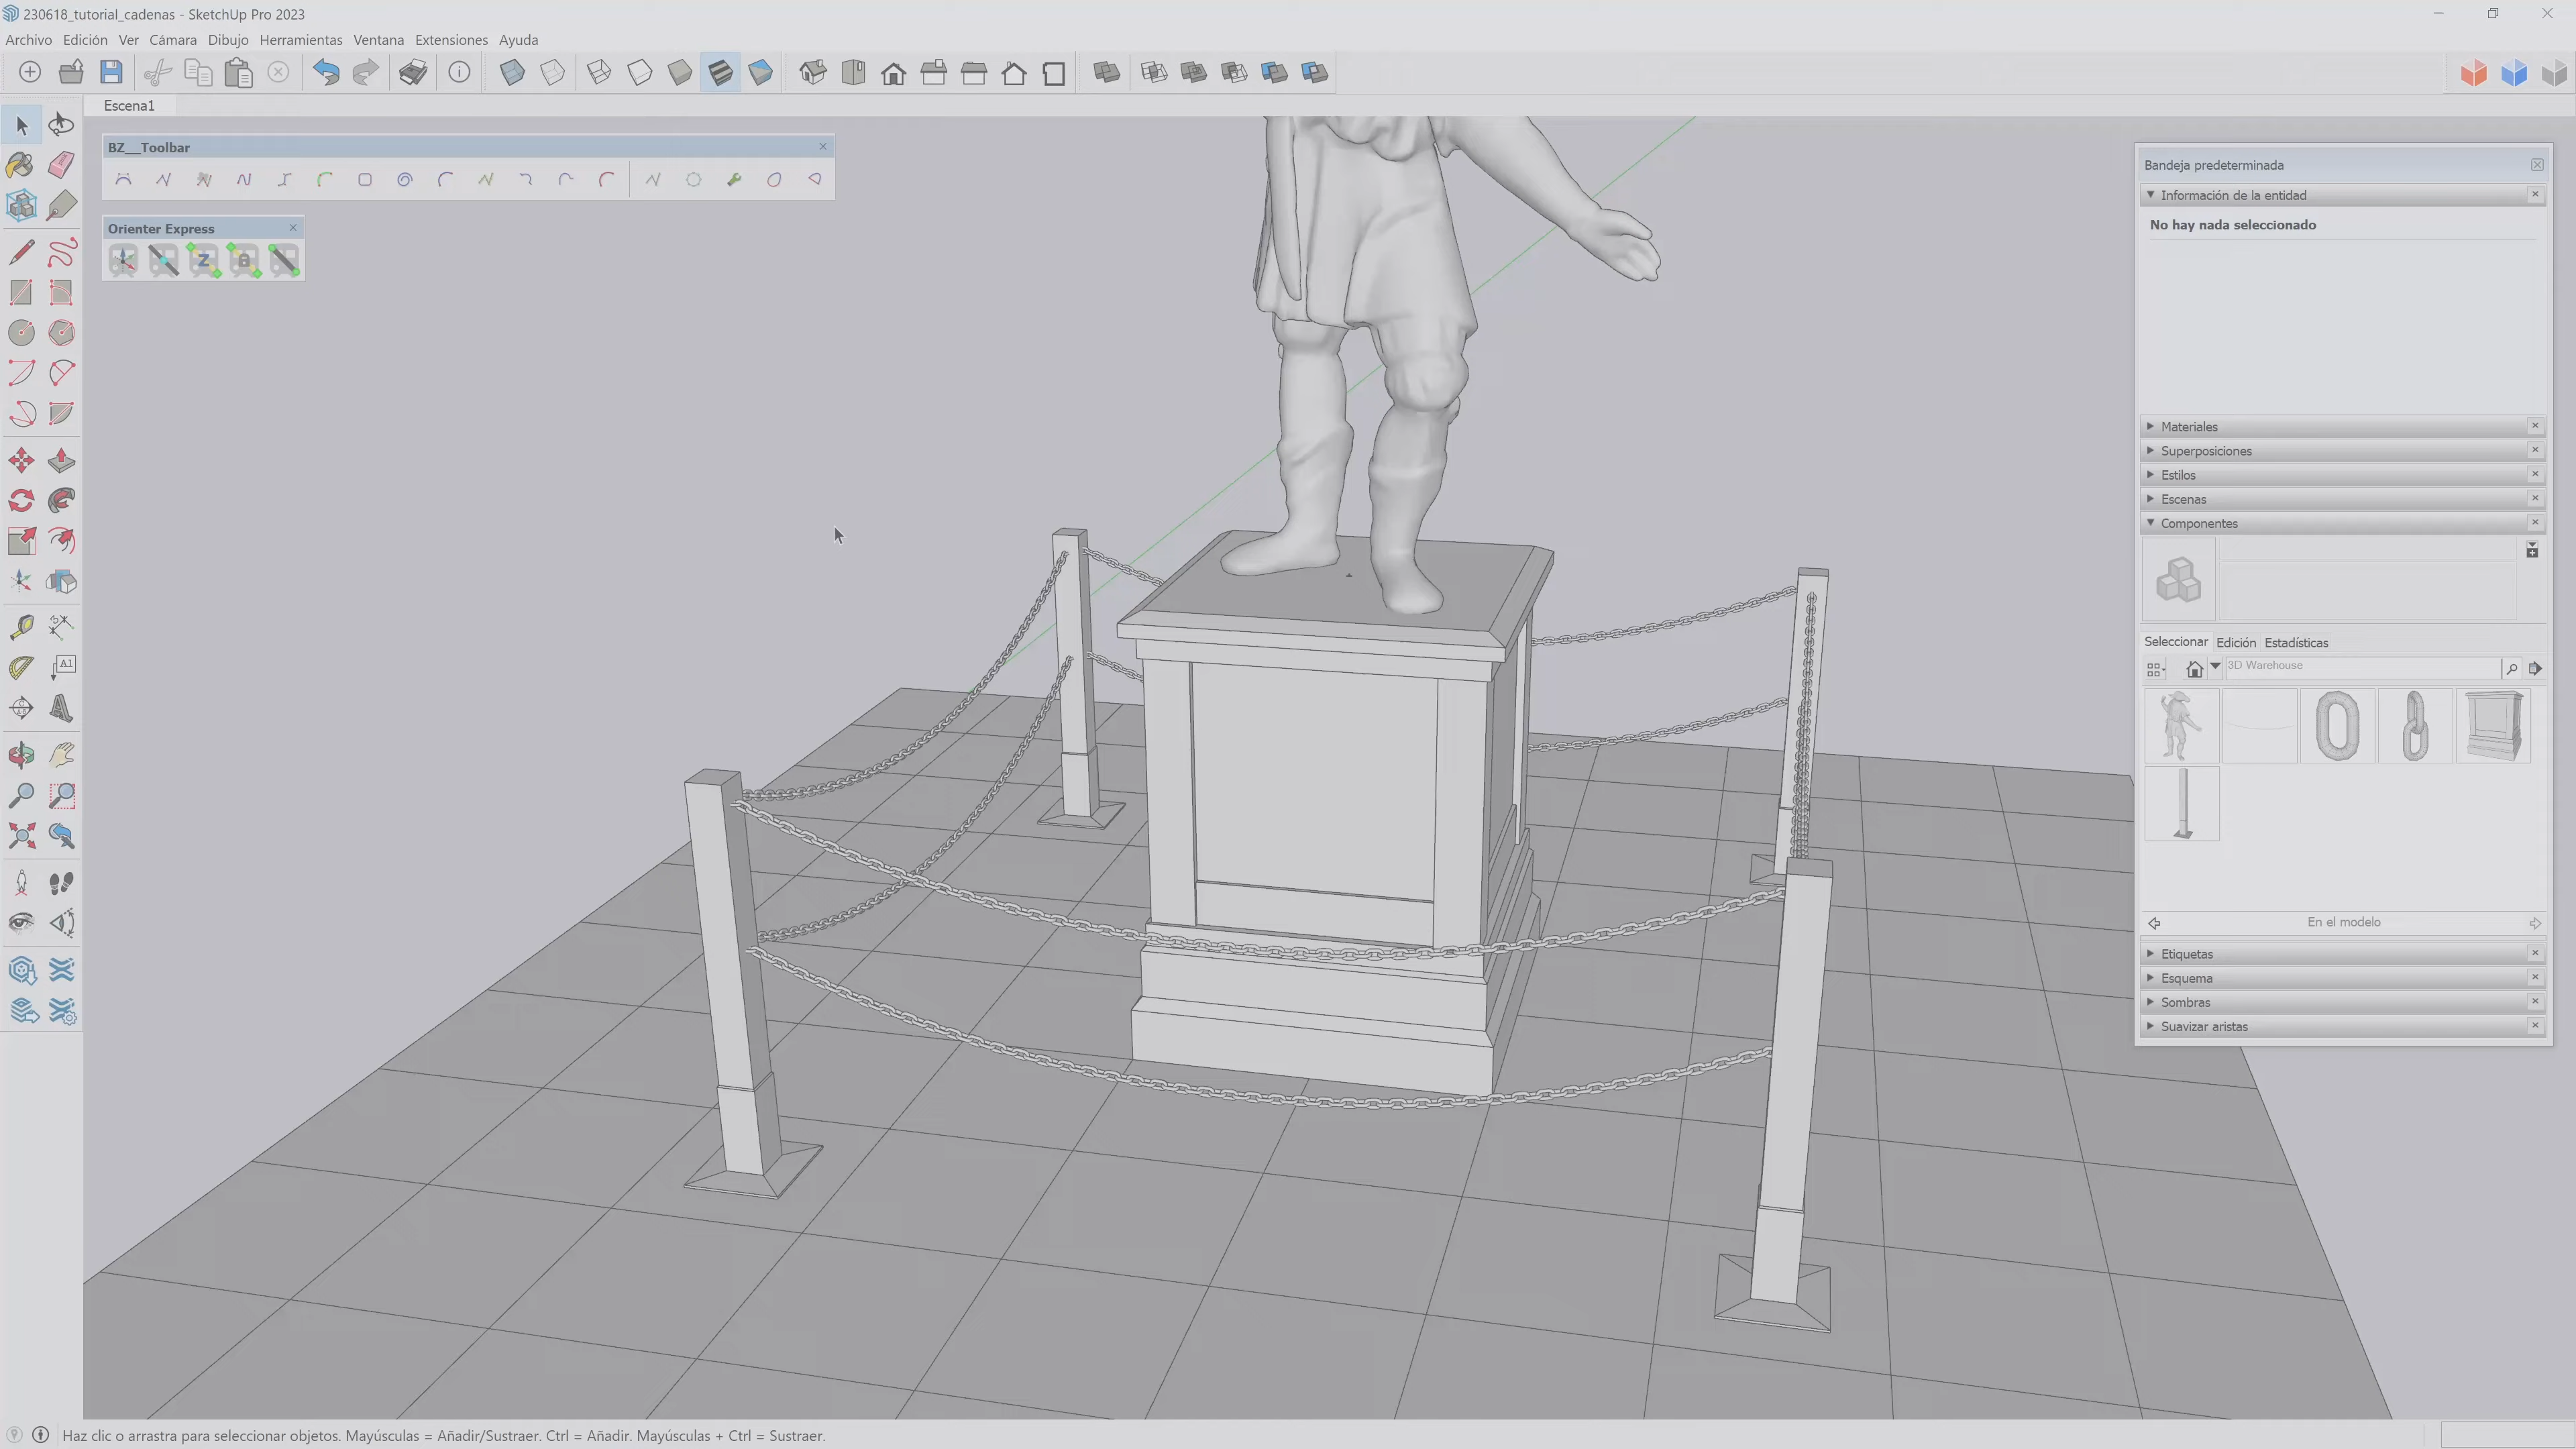 230618_tutorial_cadenas - SketchUp Pro 2023
Archivo Edición Ver Cámara Dibujo Herramientas Ventana Extensiones Ayuda
Escena1
BZ__Toolbar
Orienter Express
Z
A1
Bandeja predeterminada
Información de la entidad
No hay nada seleccionado
Materiales
Superposiciones
Estilos
Escenas
Componentes
Seleccionar Edición Estadísticas
3D Warehouse
En el modelo
Etiquetas
Esquema
Sombras
Suavizar aristas
Haz clic o arrastra para seleccionar objetos. Mayúsculas = Añadir/Sustraer. Ctrl = Añadir. Mayúsculas + Ctrl = Sustraer.